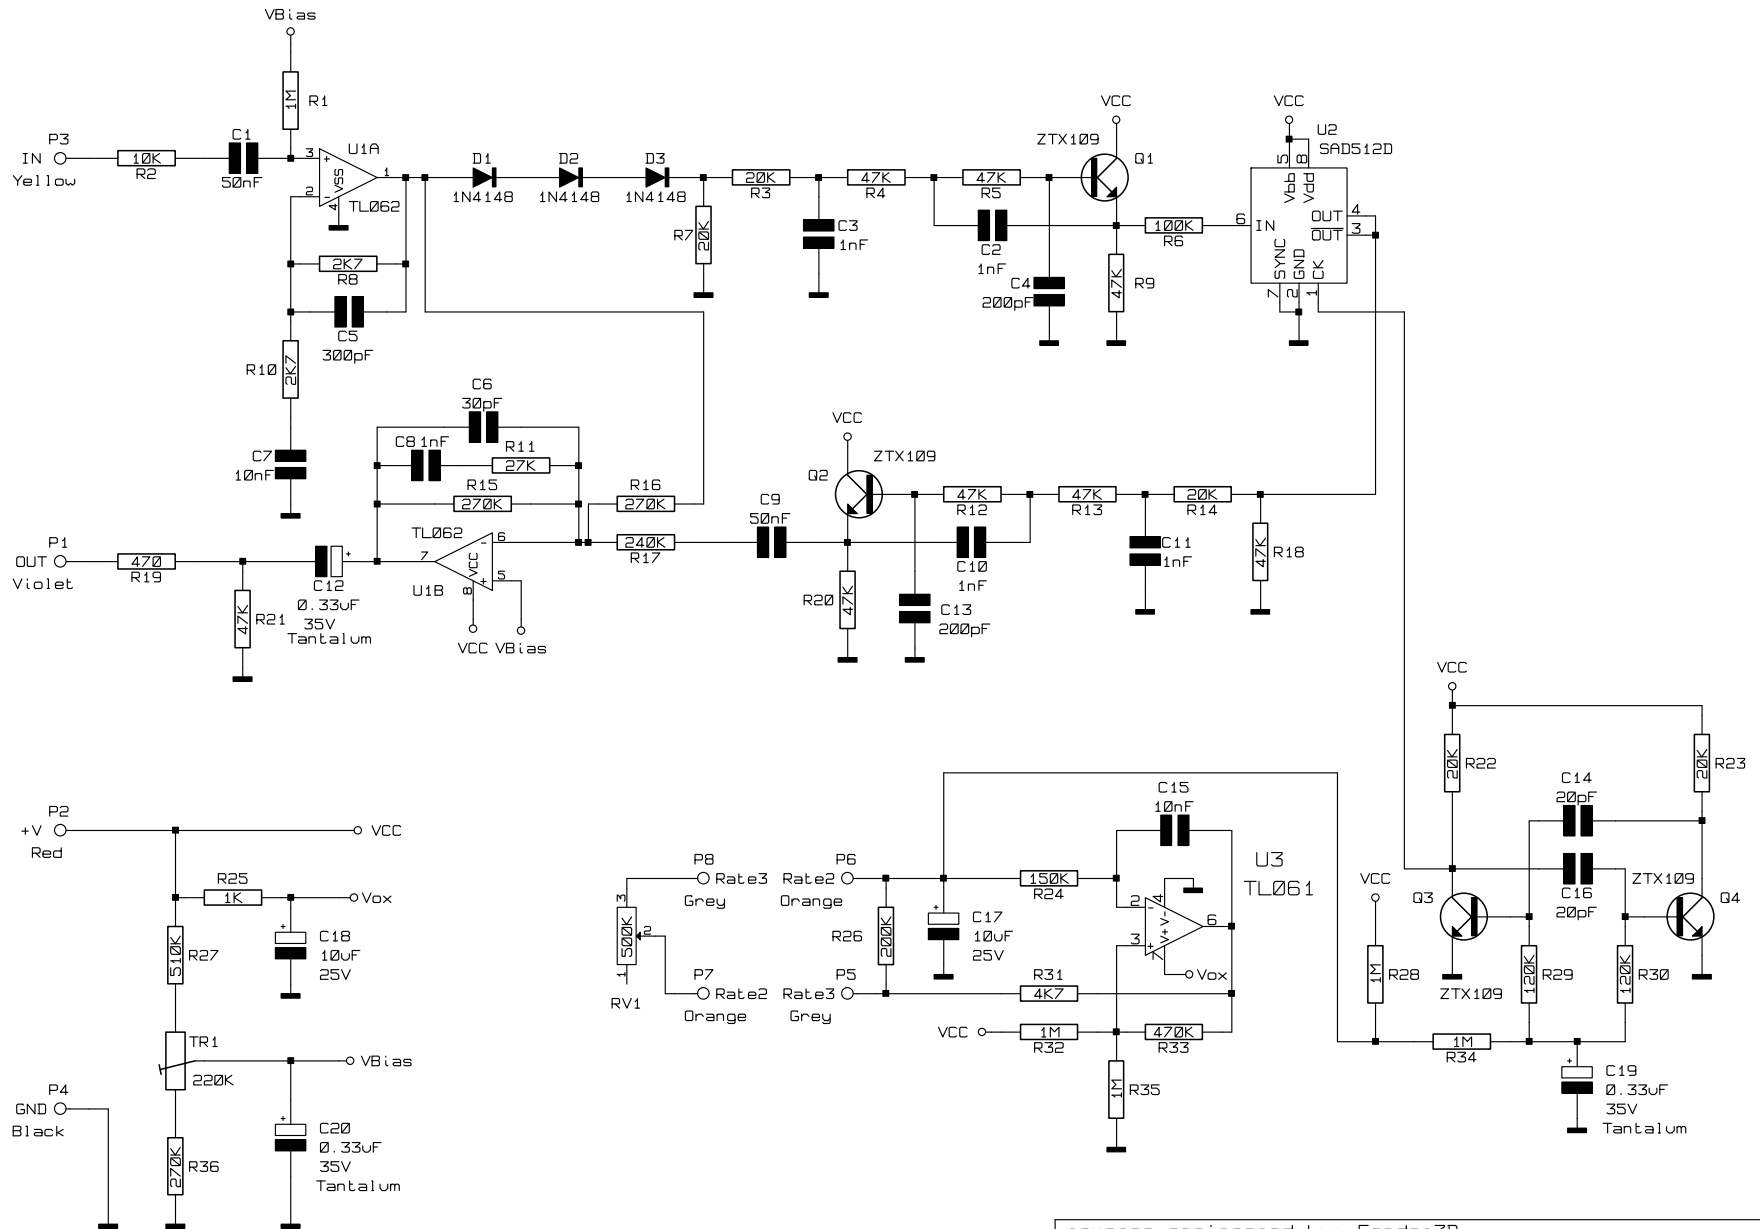 VBias
1M
R1
P3
IN
Yellow
10K
R2
C1
50nF
3
+
2
-
U1A
1
VSS
4
TL062
D1
1N4148
D2
1N4148
D3
1N4148
20K
R3
47K
R4
47K
R5
VCC
ZTX109
Q1
VCC
U2
SAD512D
5
8
Vbb
Vdd
6
IN
OUT
4
OUT
3
SYNC
GND
CK
7
2
1
R7
20K
C3
1nF
C2
1nF
100K
R6
C4
200pF
47K
R9
2K7
R8
C5
300pF
R10
2K7
C7
10nF
C6
30pF
C8
1nF
R11
27K
R15
270K
R16
270K
TL062
7
VCC
-
6
+
5
8
U1B
VCC
VBias
240K
R17
C9
50nF
VCC
ZTX109
Q2
R20
47K
47K
R12
C10
1nF
C13
200pF
47K
R13
20K
R14
C11
1nF
47K
R18
P1
OUT
Violet
470
R19
47K
R21
+
C12
0.33uF
35V
Tantalum
P2
+V
Red
VCC
R25
1K
Vox
510K
R27
+
C18
10uF
25V
TR1
220K
VBias
P4
GND
Black
270K
R36
+
C20
0.33uF
35V
Tantalum
3
500K
2
1
RV1
P8
Rate3
Grey
P6
Rate2
Orange
P7
Rate2
Orange
P5
Rate3
Grey
R26
200K
+
C17
10uF
25V
150K
R24
C15
10nF
U3
TL061
2
-
4
V-
V+
6
3
+
7
Vox
R31
4K7
VCC
1M
R32
470K
R33
1M
R35
VCC
20K
R22
20K
R23
C14
20pF
C16
20pF
VCC
Q3
ZTX109
ZTX109
Q4
1M
R28
120K
R29
120K
R30
1M
R34
+
C19
0.33uF
35V
Tantalum